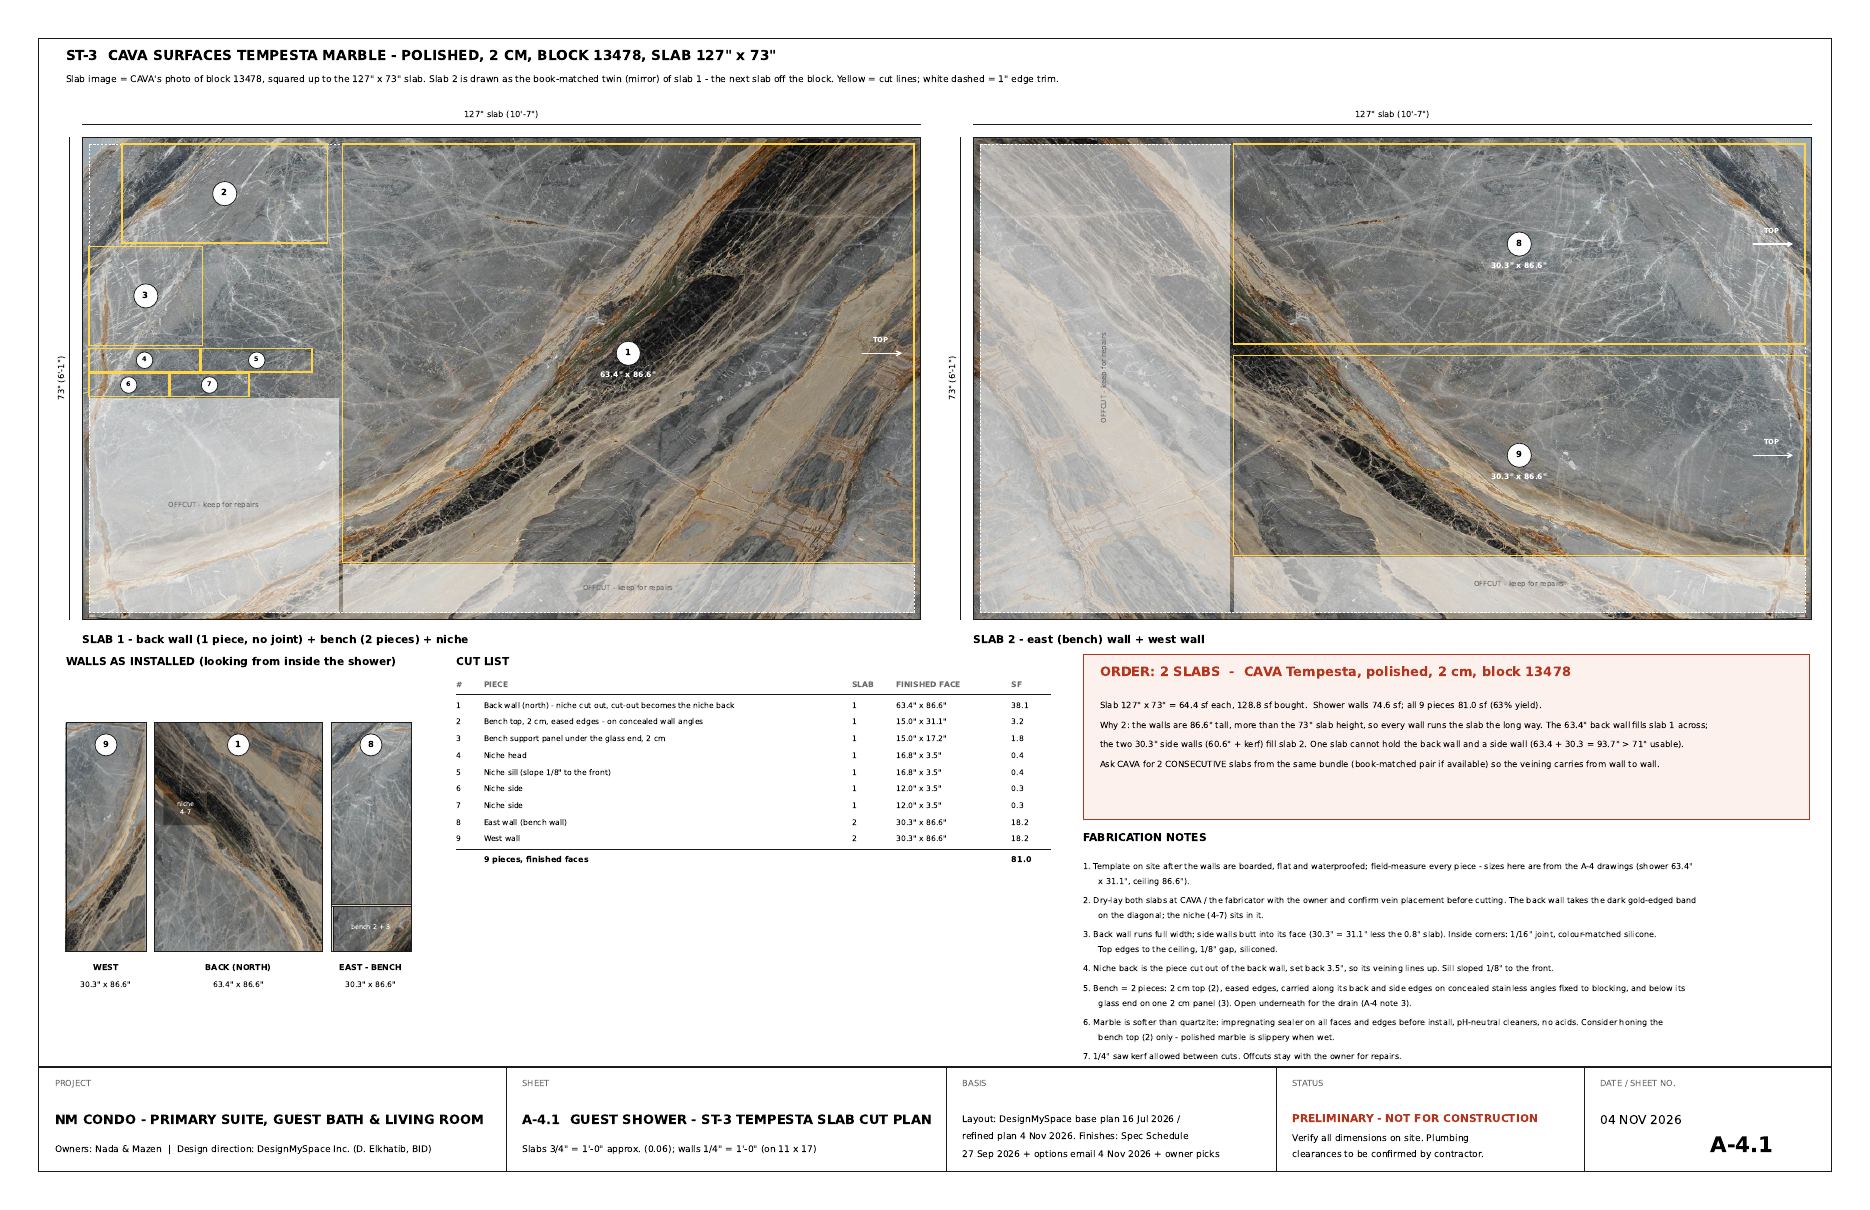 ST-3  CAVA SURFACES TEMPESTA MARBLE - POLISHED, 2 CM, BLOCK 13478, SLAB 127" x 73"
Slab image = CAVA's photo of block 13478, squared up to the 127" x 73" slab. Slab 2 is drawn as the book-matched twin (mirror) of slab 1 - the next slab off the block. Yellow = cut lines; white dashed = 1" edge trim.
127" slab (10'-7")
73" (6'-1")
2
3
4
5
6
7
1
63.4" x 86.6"
TOP
OFFCUT - keep for repairs
OFFCUT - keep for repairs
SLAB 1 - back wall (1 piece, no joint) + bench (2 pieces) + niche
127" slab (10'-7")
73" (6'-1")
OFFCUT - keep for repairs
8
30.3" x 86.6"
TOP
9
30.3" x 86.6"
TOP
OFFCUT - keep for repairs
SLAB 2 - east (bench) wall + west wall
WALLS AS INSTALLED (looking from inside the shower)
9
1
8
niche
4-7
bench 2 + 3
WEST
30.3" x 86.6"
BACK (NORTH)
63.4" x 86.6"
EAST - BENCH
30.3" x 86.6"
CUT LIST
#  PIECE  SLAB  FINISHED FACE  SF
1  Back wall (north) - niche cut out, cut-out becomes the niche back  1  63.4" x 86.6"  38.1
2  Bench top, 2 cm, eased edges - on concealed wall angles  1  15.0" x 31.1"  3.2
3  Bench support panel under the glass end, 2 cm  1  15.0" x 17.2"  1.8
4  Niche head  1  16.8" x 3.5"  0.4
5  Niche sill (slope 1/8" to the front)  1  16.8" x 3.5"  0.4
6  Niche side  1  12.0" x 3.5"  0.3
7  Niche side  1  12.0" x 3.5"  0.3
8  East wall (bench wall)  2  30.3" x 86.6"  18.2
9  West wall  2  30.3" x 86.6"  18.2
9 pieces, finished faces  81.0
ORDER: 2 SLABS  -  CAVA Tempesta, polished, 2 cm, block 13478
Slab 127" x 73" = 64.4 sf each, 128.8 sf bought.  Shower walls 74.6 sf; all 9 pieces 81.0 sf (63% yield).
Why 2: the walls are 86.6" tall, more than the 73" slab height, so every wall runs the slab the long way. The 63.4" back wall fills slab 1 across;
the two 30.3" side walls (60.6" + kerf) fill slab 2. One slab cannot hold the back wall and a side wall (63.4 + 30.3 = 93.7" > 71" usable).
Ask CAVA for 2 CONSECUTIVE slabs from the same bundle (book-matched pair if available) so the veining carries from wall to wall.
FABRICATION NOTES
1. Template on site after the walls are boarded, flat and waterproofed; field-measure every piece - sizes here are from the A-4 drawings (shower 63.4"
x 31.1", ceiling 86.6").
2. Dry-lay both slabs at CAVA / the fabricator with the owner and confirm vein placement before cutting. The back wall takes the dark gold-edged band
on the diagonal; the niche (4-7) sits in it.
3. Back wall runs full width; side walls butt into its face (30.3" = 31.1" less the 0.8" slab). Inside corners: 1/16" joint, colour-matched silicone.
Top edges to the ceiling, 1/8" gap, siliconed.
4. Niche back is the piece cut out of the back wall, set back 3.5", so its veining lines up. Sill sloped 1/8" to the front.
5. Bench = 2 pieces: 2 cm top (2), eased edges, carried along its back and side edges on concealed stainless angles fixed to blocking, and below its
glass end on one 2 cm panel (3). Open underneath for the drain (A-4 note 3).
6. Marble is softer than quartzite: impregnating sealer on all faces and edges before install, pH-neutral cleaners, no acids. Consider honing the
bench top (2) only - polished marble is slippery when wet.
7. 1/4" saw kerf allowed between cuts. Offcuts stay with the owner for repairs.
PROJECT
NM CONDO - PRIMARY SUITE, GUEST BATH & LIVING ROOM
Owners: Nada & Mazen  |  Design direction: DesignMySpace Inc. (D. Elkhatib, BID)
SHEET
A-4.1  GUEST SHOWER - ST-3 TEMPESTA SLAB CUT PLAN
Slabs 3/4" = 1'-0" approx. (0.06); walls 1/4" = 1'-0" (on 11 x 17)
BASIS
Layout: DesignMySpace base plan 16 Jul 2026 /
refined plan 4 Nov 2026. Finishes: Spec Schedule
27 Sep 2026 + options email 4 Nov 2026 + owner picks
STATUS
PRELIMINARY - NOT FOR CONSTRUCTION
Verify all dimensions on site. Plumbing
clearances to be confirmed by contractor.
DATE / SHEET NO.
04 NOV 2026
A-4.1